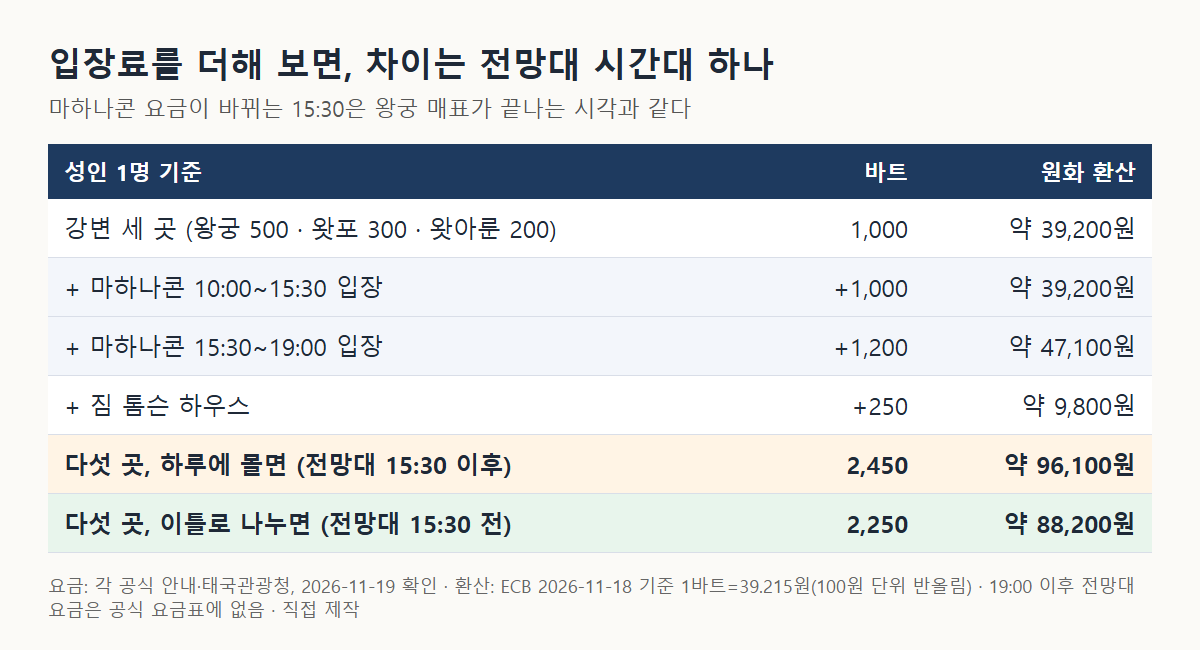 입장료를 더해 보면, 차이는 전망대 시간대 하나
마하나콘 요금이 바뀌는 15:30은 왕궁 매표가 끝나는 시각과 같다
성인 1명 기준 바트 원화 환산
강변 세 곳 (왕궁 500 · 왓포 300 · 왓아룬 200) 1,000 약 39,200원
+ 마하나콘 10:00~15:30 입장 +1,000 약 39,200원
+ 마하나콘 15:30~19:00 입장 +1,200 약 47,100원
+ 짐 톰슨 하우스 +250 약 9,800원
다섯 곳, 하루에 몰면 (전망대 15:30 이후) 2,450 약 96,100원
다섯 곳, 이틀로 나누면 (전망대 15:30 전) 2,250 약 88,200원
요금: 각 공식 안내·태국관광청, 2026-11-19 확인 · 환산: ECB 2026-11-18 기준 1바트=39.215원(100원 단위 반올림) · 19:00 이후 전망대
요금은 공식 요금표에 없음 · 직접 제작